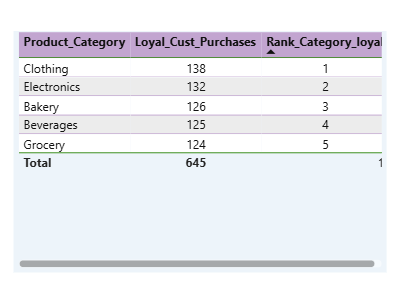 Product_Category Loyal_Cust_Purchases Rank_Category_loyal
Clothing 138 1
Electronics 132 2
Bakery 126 3
Beverages 125 4
Grocery 124 5
Total 645 1